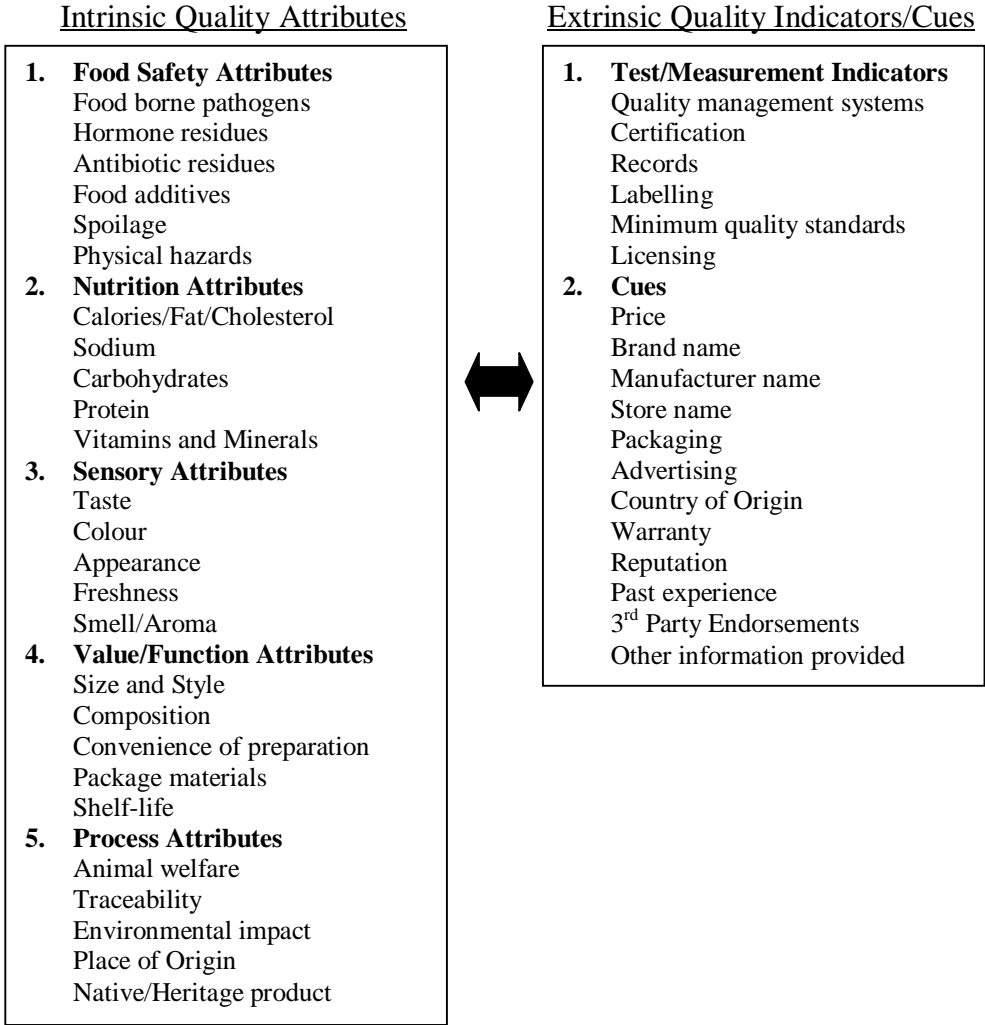 Intrinsic Quality Attributes
1. Food Safety Attributes
Food borne pathogens
Hormone residues
Antibiotic residues
Food additives
Spoilage
Physical hazards
2. Nutrition Attributes
Calories/Fat/Cholesterol
Sodium
Carbohydrates
Protein
Vitamins and Minerals
3. Sensory Attributes
Taste
Colour
Appearance
Freshness
Smell/Aroma
4. Value/Function Attributes
Size and Style
Composition
Convenience of preparation
Package materials
Shelf-life
5. Process Attributes
Animal welfare
Traceability
Environmental impact
Place of Origin
Native/Heritage product
Extrinsic Quality Indicators/Cues
1. Test/Measurement Indicators
Quality management systems
Certification
Records
Labelling
Minimum quality standards
Licensing
2. Cues
Price
Brand name
Manufacturer name
Store name
Packaging
Advertising
Country of Origin
Warranty
Reputation
Past experience
3rd Party Endorsements
Other information provided